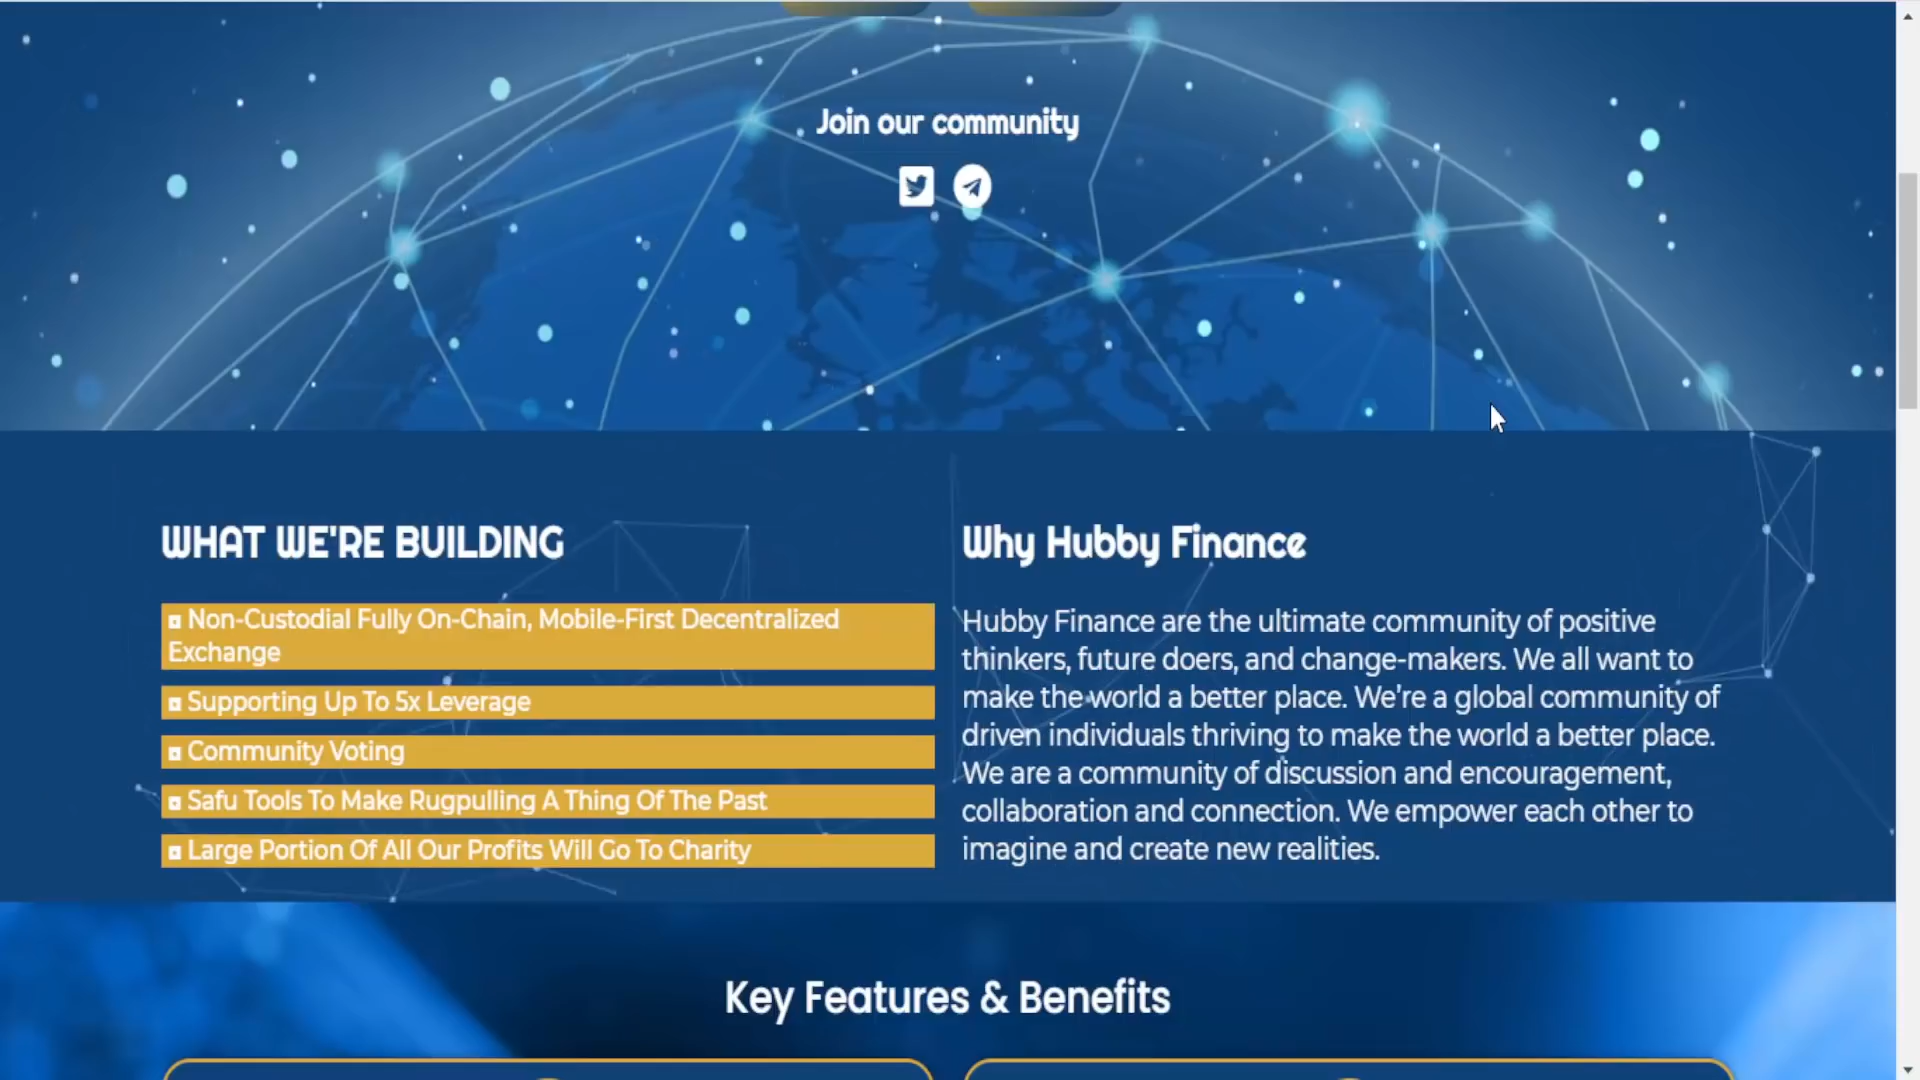 Join our community
WHAT WE'RE BUILDING
Non-Custodial Fully On-Chain, Mobile-First Decentralized
Exchange
Supporting Up To 5x Leverage
Community Voting
Safu Tools To Make Rugpulling A Thing Of The Past
Large Portion Of All Our Profits Will Go To Charity
Why Hubby Finance
Hubby Finance are the ultimate community of positive
thinkers, future doers, and change-makers. We all want to
make the world a better place. We're a global community of
driven individuals thriving to make the world a better place.
We are a community of discussion and encouragement,
collaboration and connection. We empower each other to
imagine and create new realities.
Key Features & Benefits